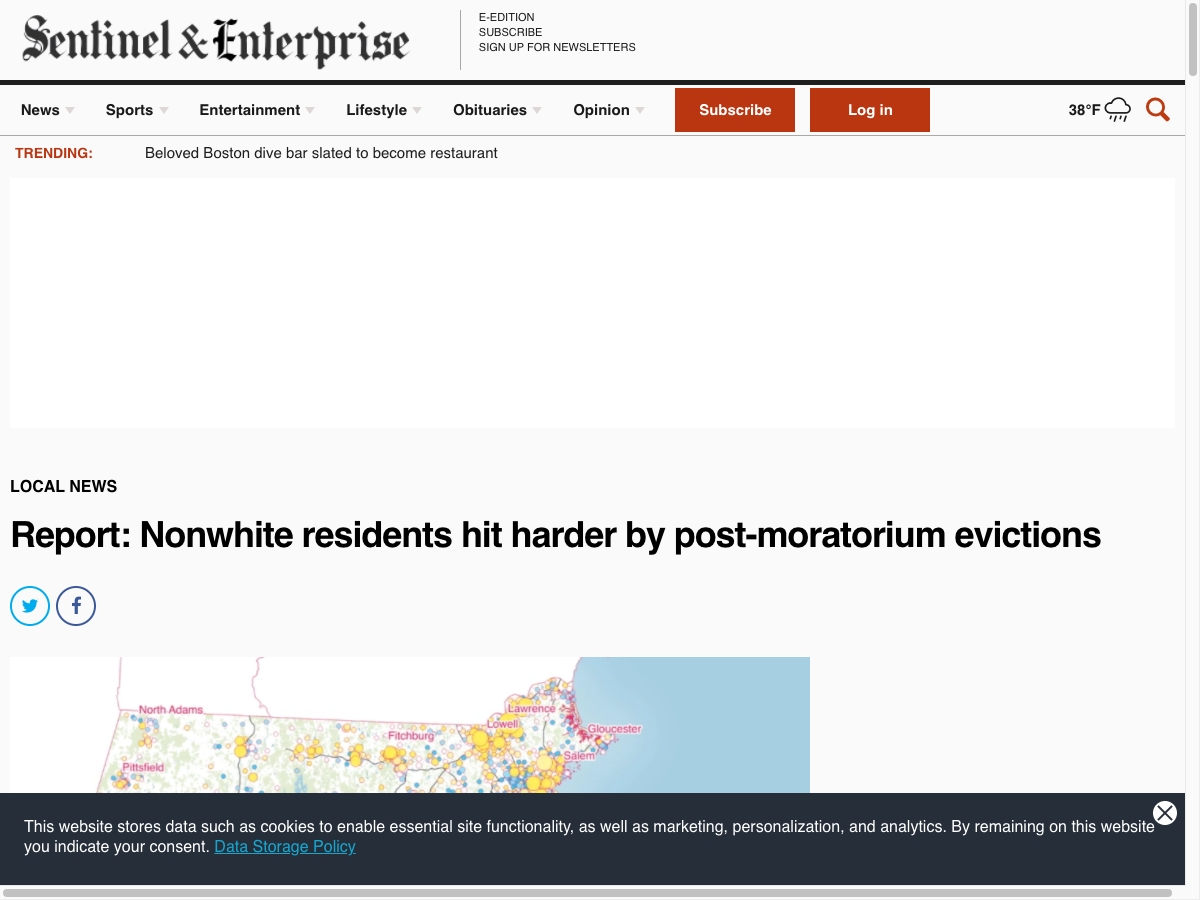 Sentinel & Enterprise
E-EDITION
SUBSCRIBE
SIGN UP FOR NEWSLETTERS
News Sports Entertainment Lifestyle Obituaries Opinion Subscribe Log in 38°F
TRENDING: Beloved Boston dive bar slated to become restaurant
LOCAL NEWS
Report: Nonwhite residents hit harder by post-moratorium evictions
North Adams
Lawrence
Lowell
Gloucester
Fitchburg
Salem
Pittsfield
This website stores data such as cookies to enable essential site functionality, as well as marketing, personalization, and analytics. By remaining on this website
you indicate your consent. Data Storage Policy